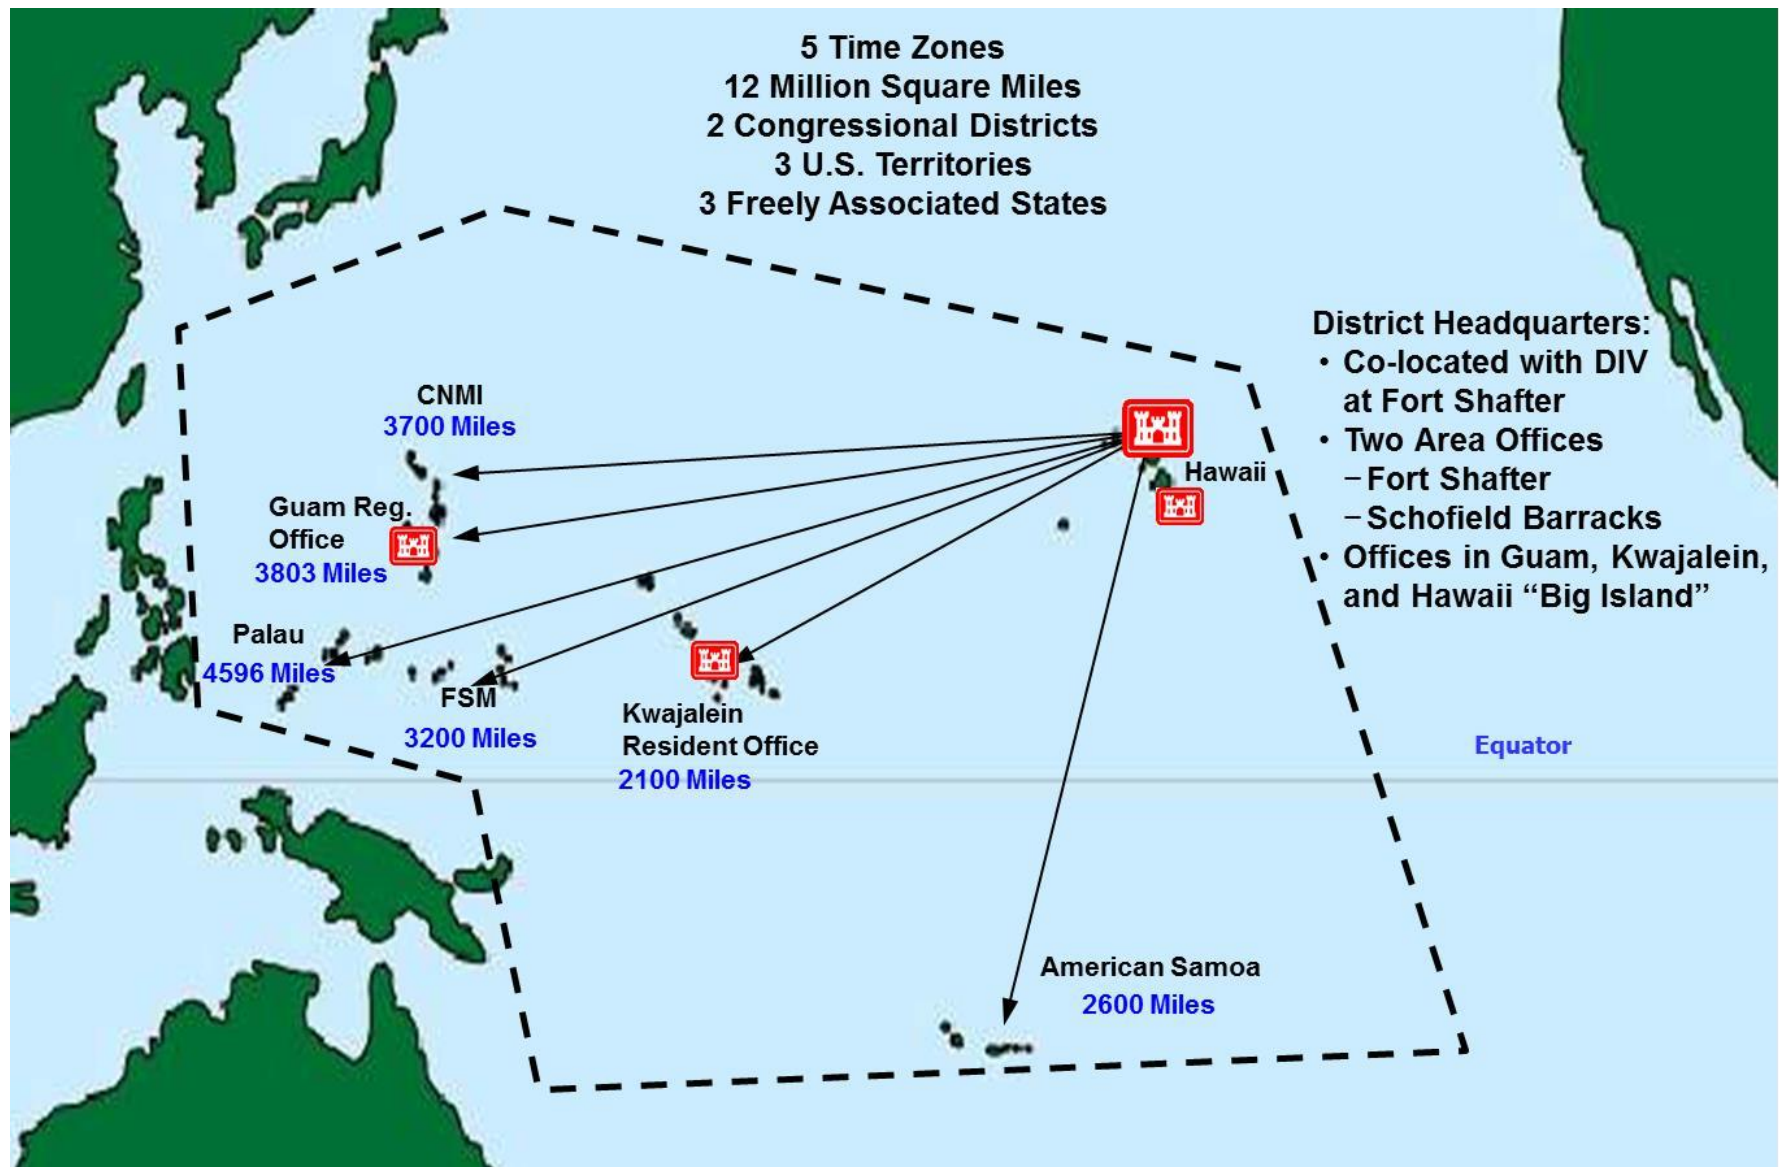 5 Time Zones
12 Million Square Miles
2 Congressional Districts
3 U.S. Territories
3 Freely Associated States
District Headquarters:
• Co-located with DIV
at Fort Shafter
• Two Area Offices
– Fort Shafter
– Schofield Barracks
• Offices in Guam, Kwajalein,
and Hawaii “Big Island”
CNMI
3700 Miles
Hawaii
Guam Reg.
Office
3803 Miles
Palau
4596 Miles
FSM
3200 Miles
Kwajalein
Resident Office
2100 Miles
Equator
American Samoa
2600 Miles